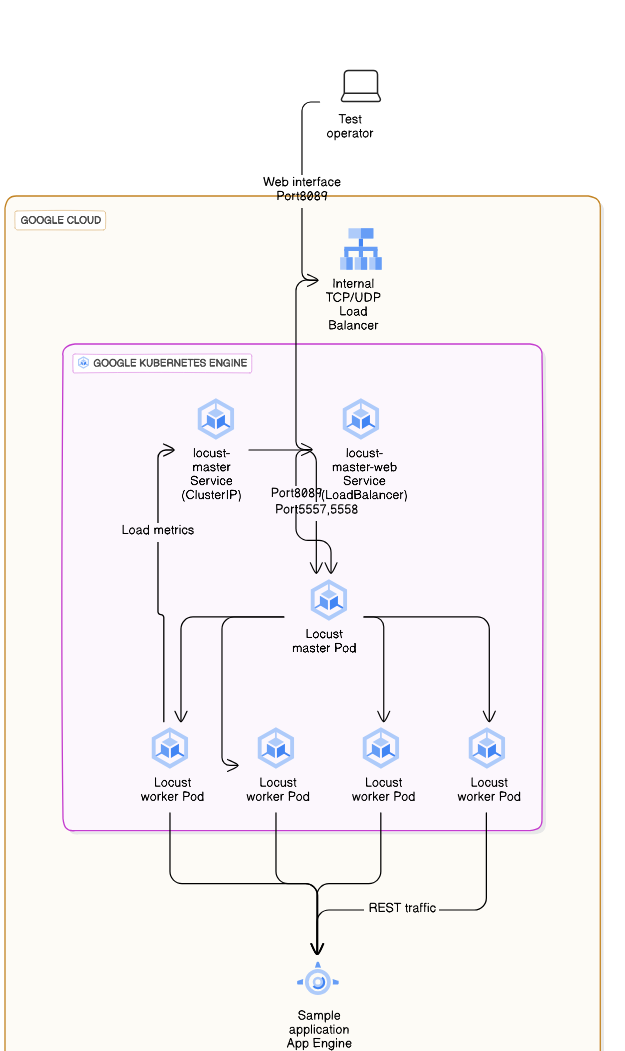 Test
operator
Web interface
Port8089
GOOGLE CLOUD
Internal
TCP/UDP
Load
Balancer
GOOGLE KUBERNETES ENGINE
locust-
master
Service
(ClusterIP)
locust-
master-web
Service
(LoadBalancer)
Port8089
Port5557,5558
Load metrics
Locust
master Pod
Locust
worker Pod
Locust
worker Pod
Locust
worker Pod
Locust
worker Pod
REST traffic
Sample
application
App Engine